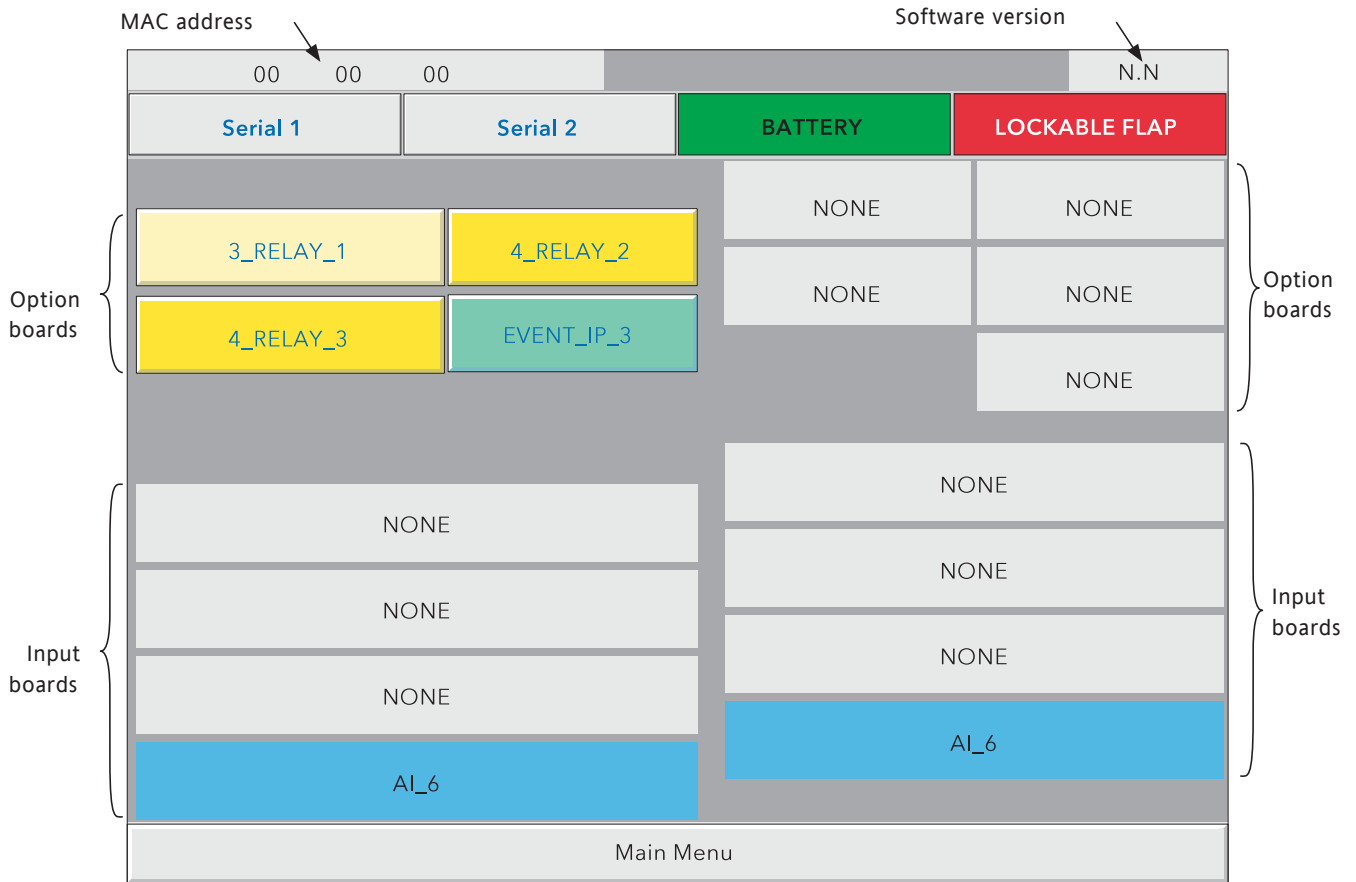 MAC address
Software version
00 00 00
N.N
Serial 1
Serial 2
BATTERY
LOCKABLE FLAP
Option
boards
3_RELAY_1
4_RELAY_2
4_RELAY_3
EVENT_IP_3
NONE
NONE
NONE
NONE
NONE
Option
boards
Input
boards
NONE
NONE
NONE
AI_6
NONE
NONE
NONE
AI_6
Input
boards
Main Menu